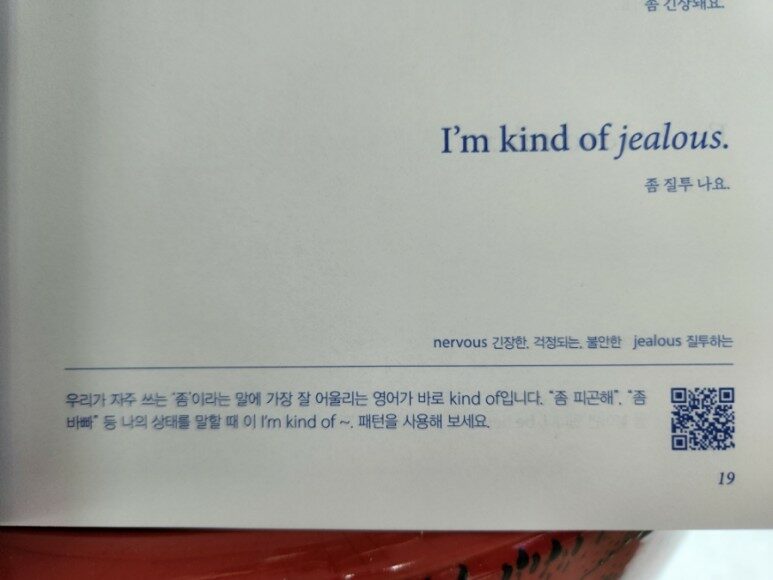 좀 긴장돼요.
I'm kind of jealous.
좀 질투 나요.
nervous 긴장한, 걱정되는, 불안한 jealous 질투하는
우리가 자주 쓰는 '좀'이라는 말에 가장 잘 어울리는 영어가 바로 kind of입니다. “좀 피곤해”, “좀
바빠” 등 나의 상태를 말할 때 이 I'm kind of ~. 패턴을 사용해 보세요.
19